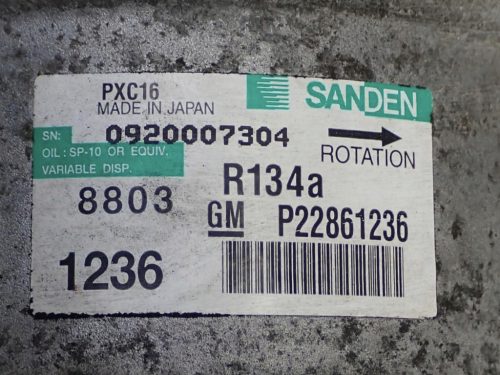 PXC16
MADE IN JAPAN
SANDEN
SN: 0920007304
ROTATION
OIL : SP-10 OR EQUIV.
VARIABLE DISP.
R134a
8803
GM P22861236
1236